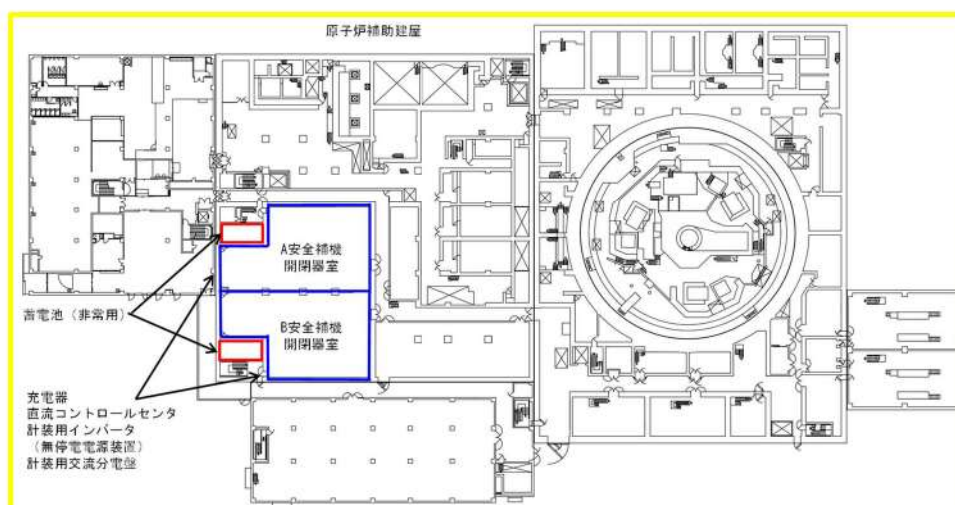 原子炉補助建屋
A安全補機
開閉器室
B安全補機
開閉器室
蓄電池（非常用）
充電器
直流コントロールセンタ
計装用インバータ
（無停電電源装置）
計装用交流分電盤